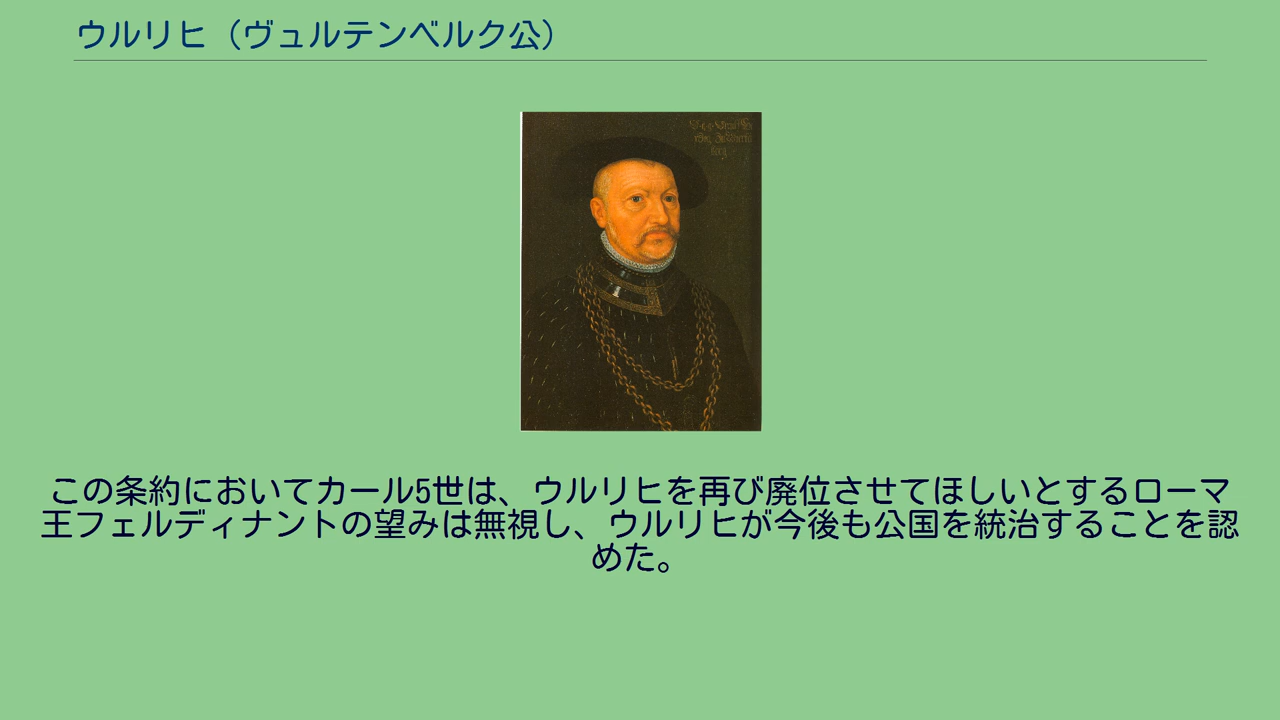 ウルリヒ（ヴュルテンベルク公）
この条約においてカール5世は、ウルリヒを再び廃位させてほしいとするローマ
王フェルディナントの望みは無視し、ウルリヒが今後も公国を統治することを認
めた。